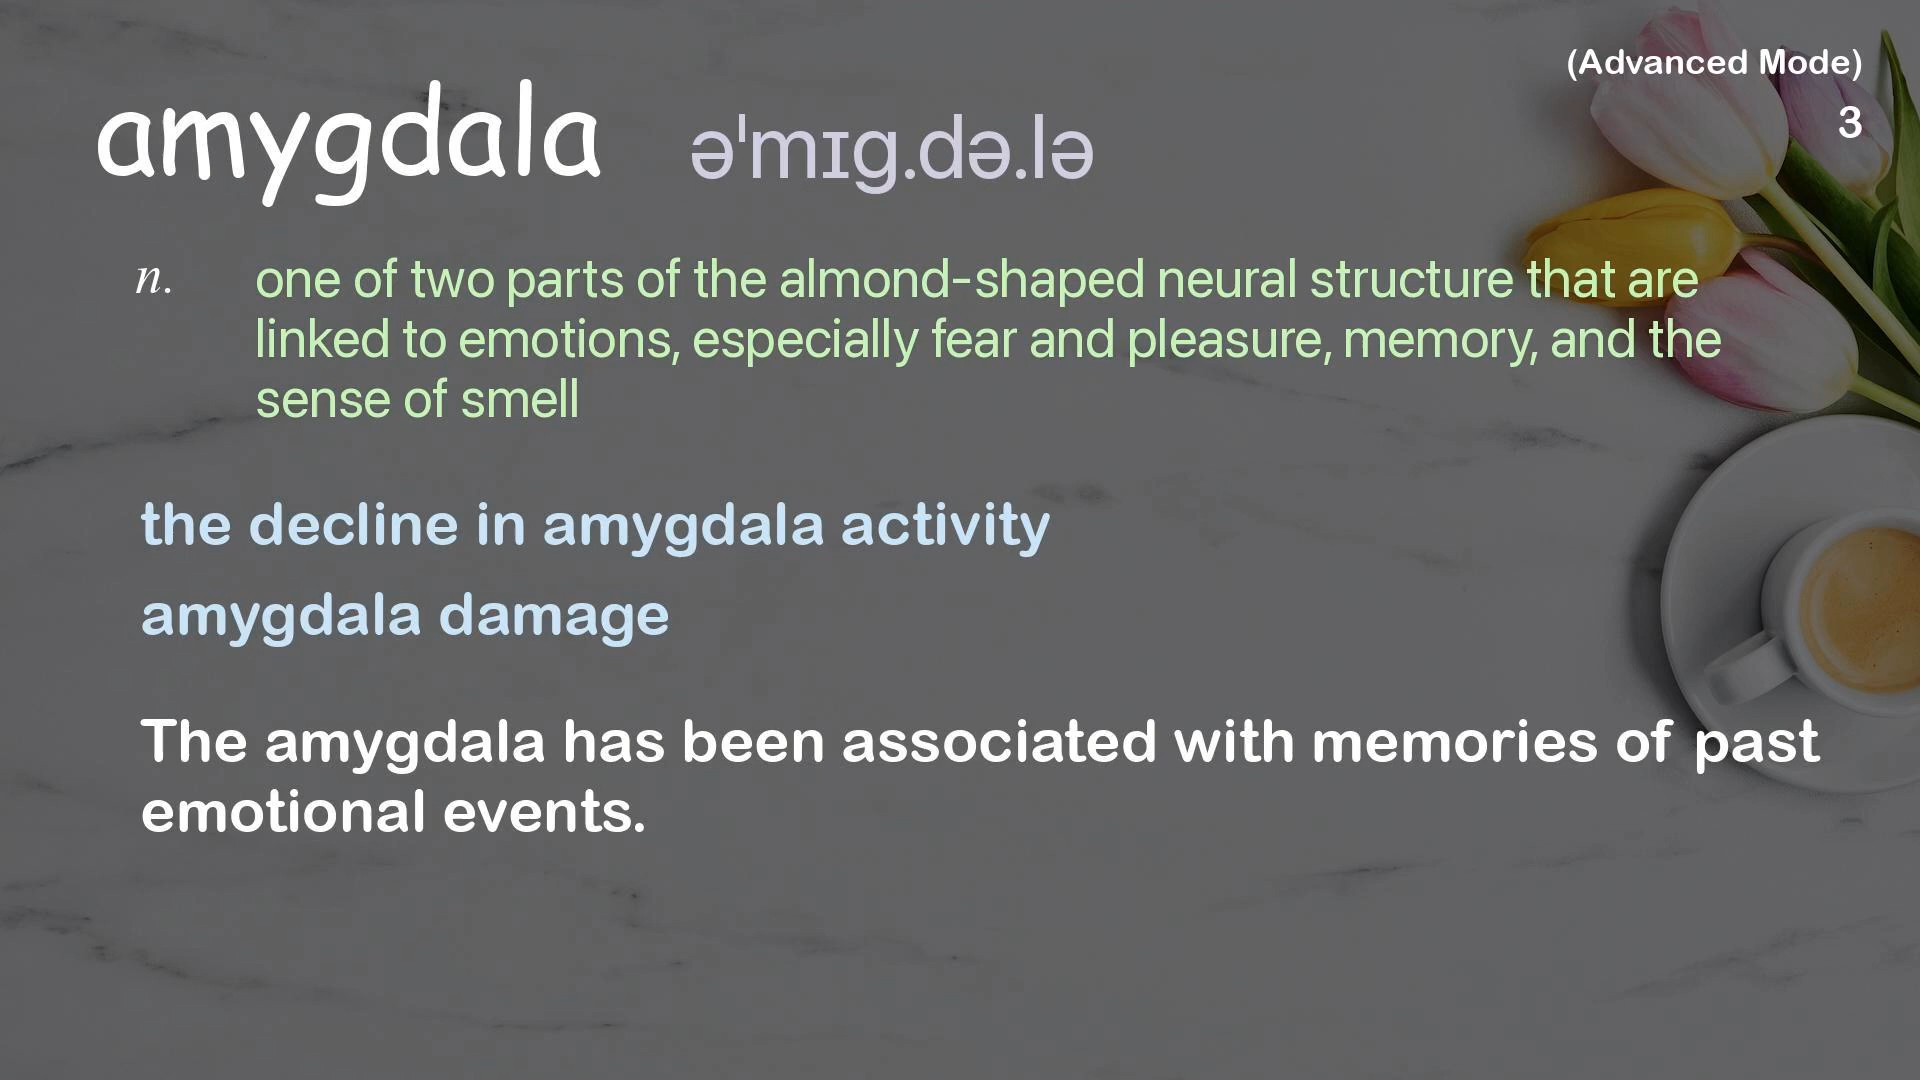 (Advanced Mode)
3
amygdala əˈmɪg.də.lə
n. one of two parts of the almond-shaped neural structure that are
linked to emotions, especially fear and pleasure, memory, and the
sense of smell
the decline in amygdala activity
amygdala damage
The amygdala has been associated with memories of past
emotional events.